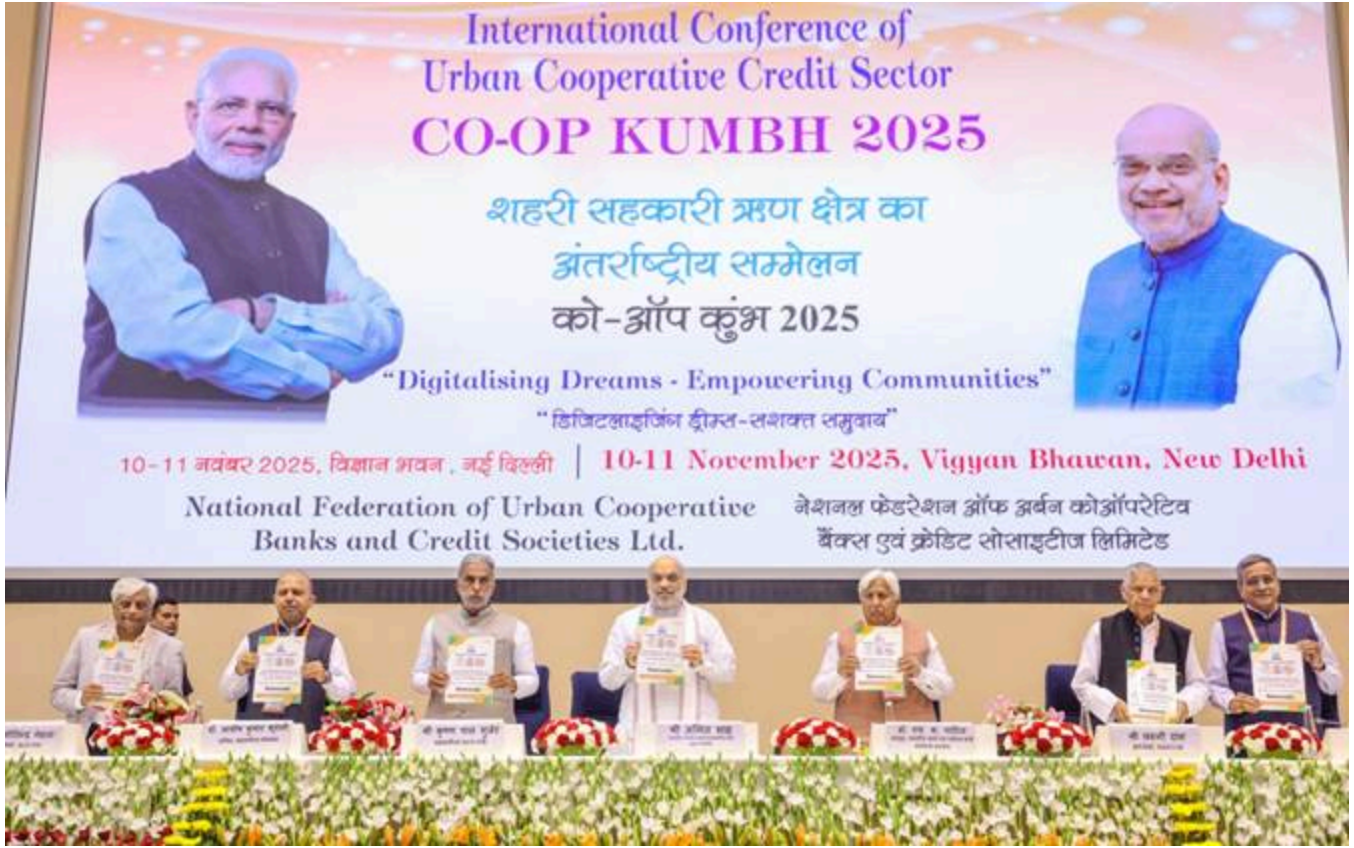 International Conference of
Urban Cooperative Credit Sector
CO-OP KUMBH 2025
शहरी सहकारी ऋण क्षेत्र का
अंतर्राष्ट्रीय सम्मेलन
को-ऑप कुंभ 2025
“Digitalising Dreams - Empowering Communities”
“डिजिटलाइजिंग ड्रीम्स-सशक्त समुदाय”
10-11 नवंबर 2025, विज्ञान भवन, नई दिल्ली | 10-11 November 2025, Vigyan Bhawan, New Delhi
National Federation of Urban Cooperative
Banks and Credit Societies Ltd.
नेशनल फेडरेशन ऑफ अर्बन कोऑपरेटिव
बैंक्स एवं क्रेडिट सोसाइटीज लिमिटेड
श्री कृष्ण पाल गुर्जर
श्री अमित शाह